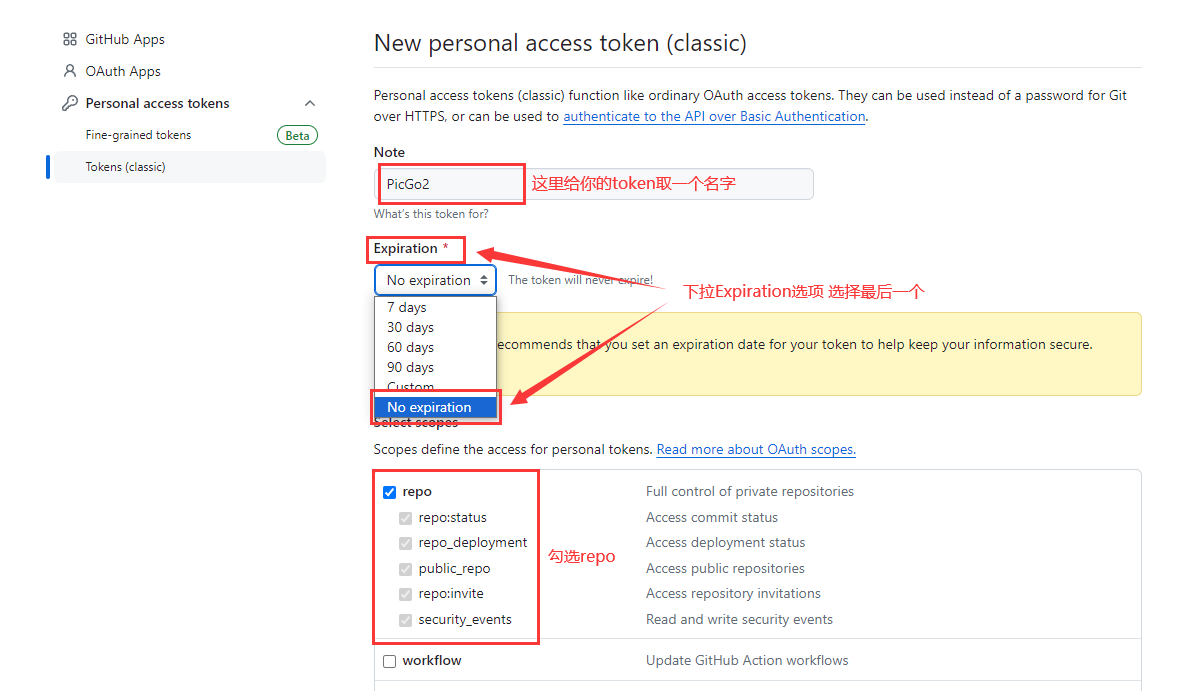 GitHub Apps
OAuth Apps
Personal access tokens
Fine-grained tokens
Beta
Tokens (classic)
New personal access token (classic)
Personal access tokens (classic) function like ordinary OAuth access tokens. They can be used instead of a password for Git
over HTTPS, or can be used to authenticate to the API over Basic Authentication.
Note
PicGo2
这里给你的token取一个名字
What's this token for?
Expiration *
No expiration
The token will never expire!
下拉Expiration选项 选择最后一个
7 days
30 days
60 days
90 days
Custom
No expiration
ecommends that you set an expiration date for your token to help keep your information secure.
Select scopes
Scopes define the access for personal tokens. Read more about OAuth scopes.
repo
Full control of private repositories
repo:status
Access commit status
repo_deployment
Access deployment status
public_repo
Access public repositories
repo:invite
Access repository invitations
security_events
Read and write security events
勾选repo
workflow
Update GitHub Action workflows